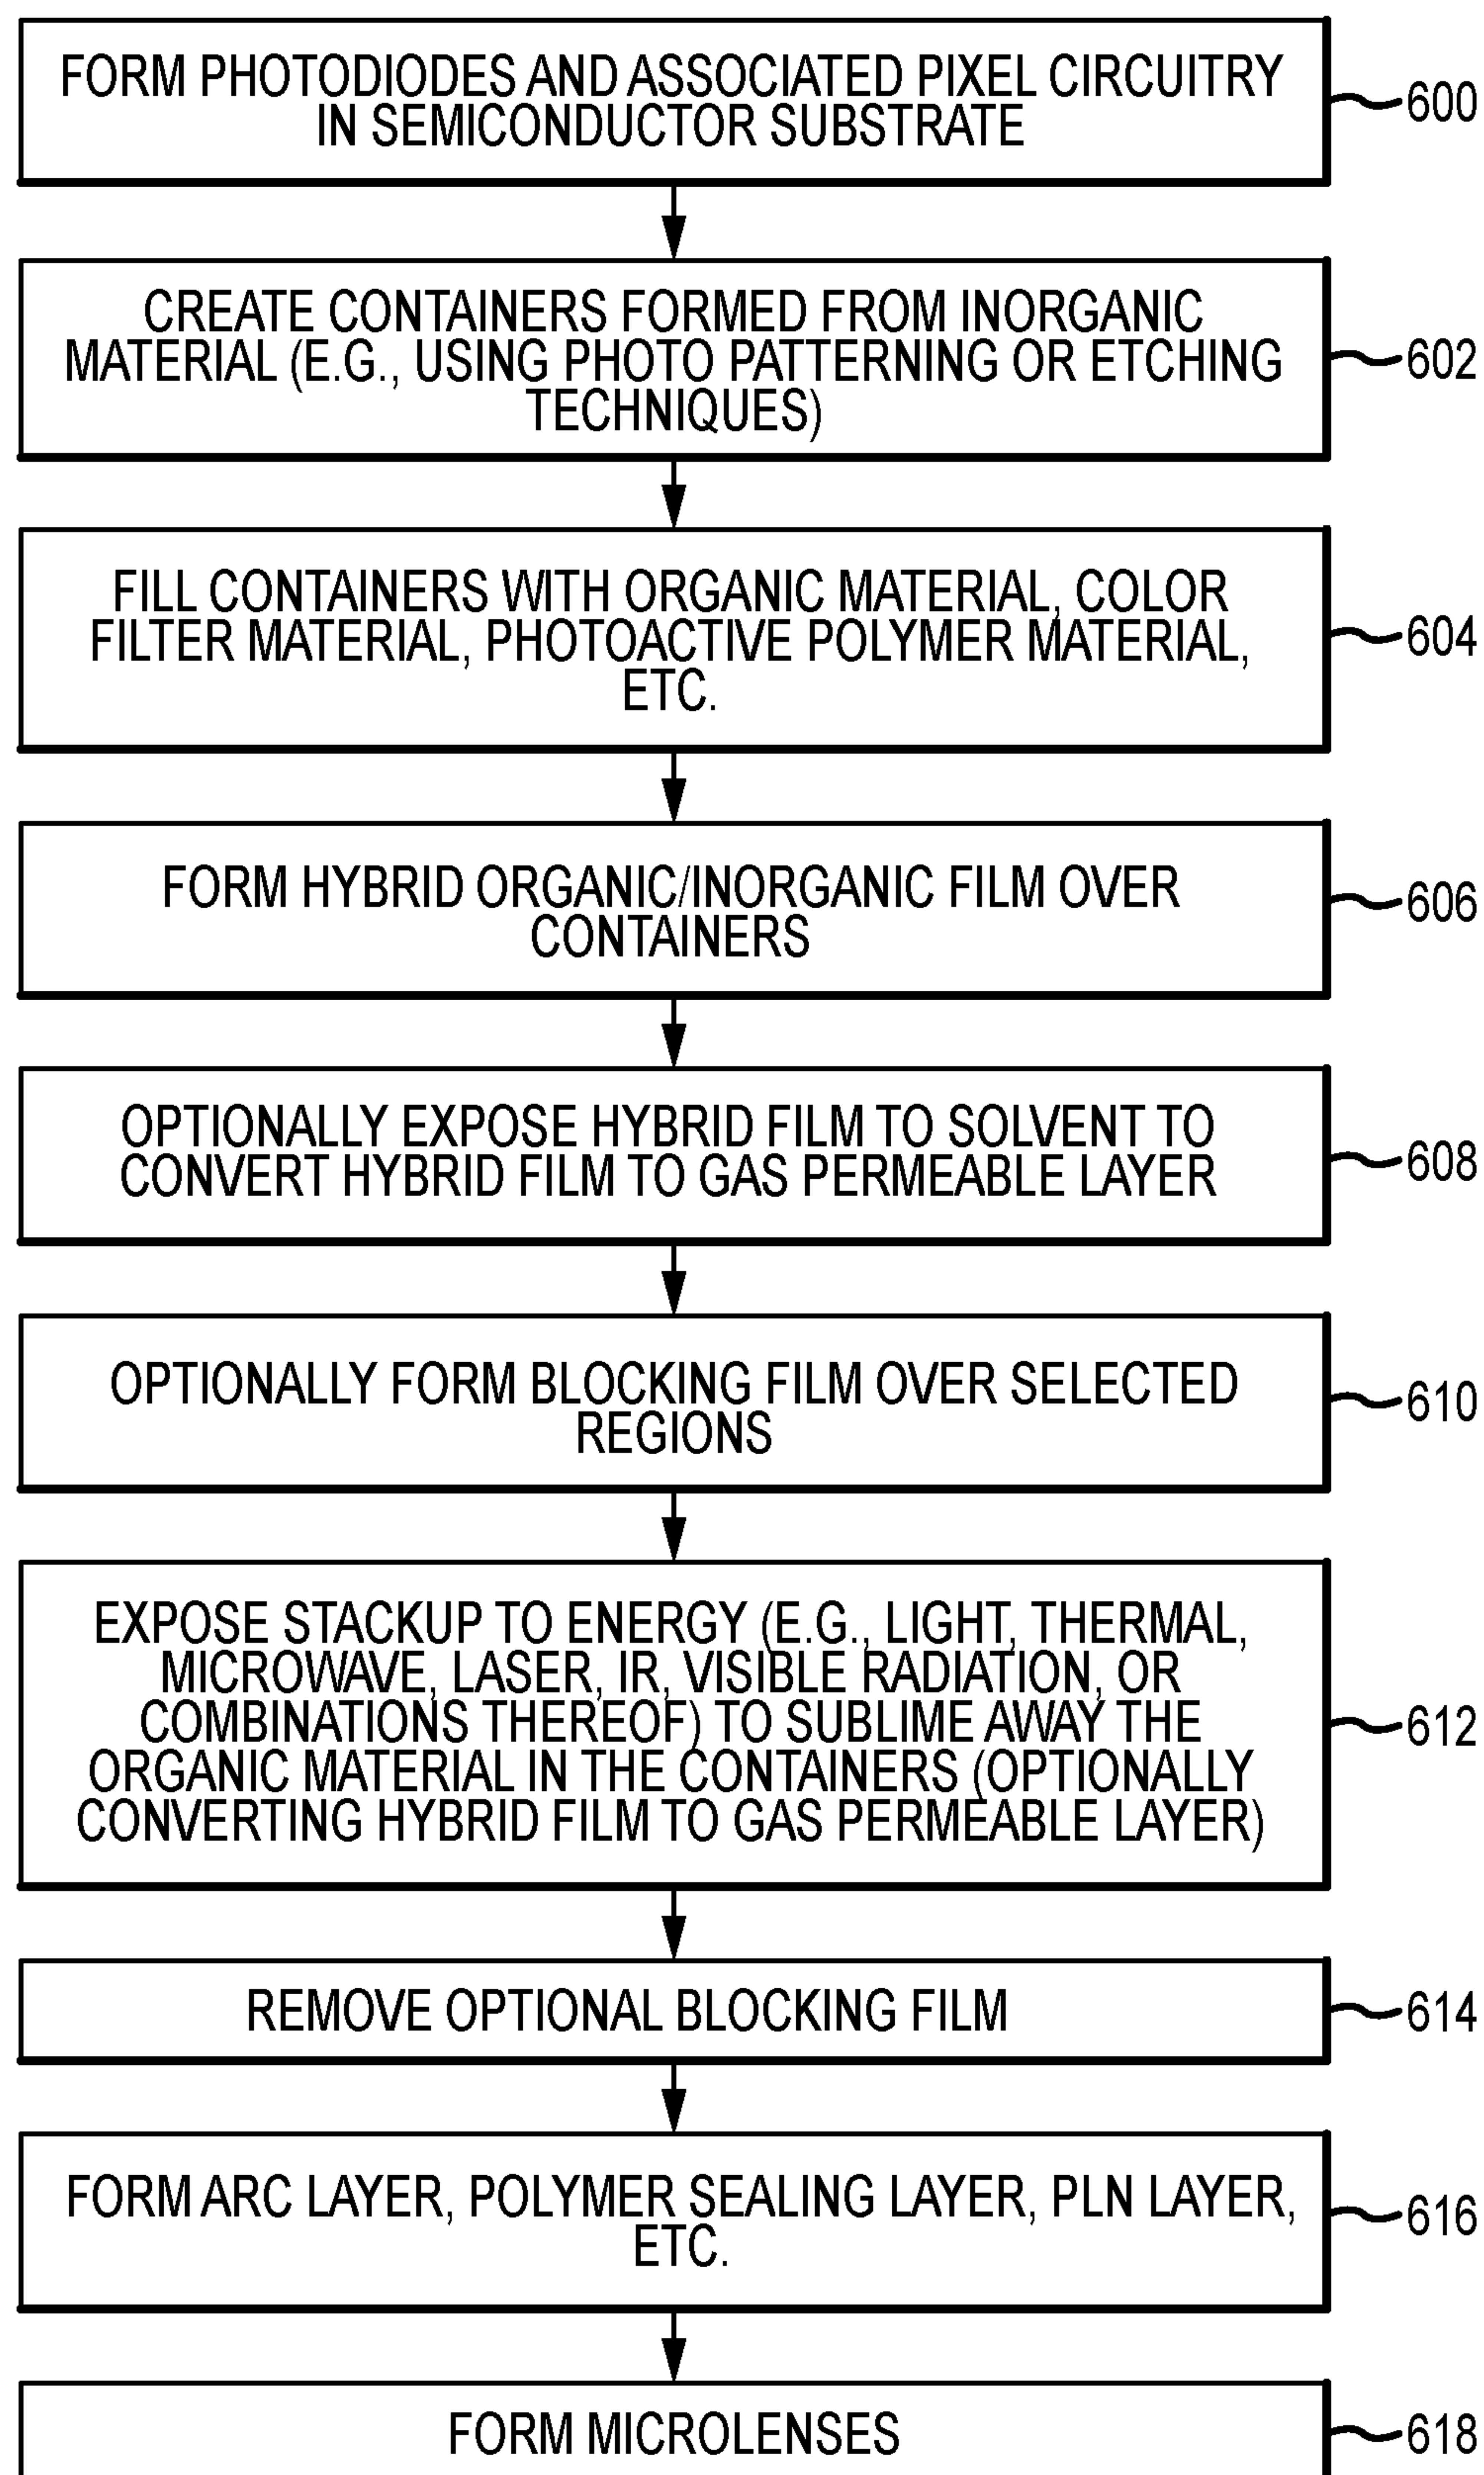 FORM PHOTODIODES AND ASSOCIATED PIXEL CIRCUITRY
IN SEMICONDUCTOR SUBSTRATE
600
CREATE CONTAINERS FORMED FROM INORGANIC
MATERIAL (E.G., USING PHOTO PATTERNING OR ETCHING
TECHNIQUES)
602
FILL CONTAINERS WITH ORGANIC MATERIAL, COLOR
FILTER MATERIAL, PHOTOACTIVE POLYMER MATERIAL,
ETC.
604
FORM HYBRID ORGANIC/INORGANIC FILM OVER
CONTAINERS
606
OPTIONALLY EXPOSE HYBRID FILM TO SOLVENT TO
CONVERT HYBRID FILM TO GAS PERMEABLE LAYER
608
OPTIONALLY FORM BLOCKING FILM OVER SELECTED
REGIONS
610
EXPOSE STACKUP TO ENERGY (E.G., LIGHT, THERMAL,
MICROWAVE, LASER, IR, VISIBLE RADIATION, OR
COMBINATIONS THEREOF) TO SUBLIME AWAY THE
ORGANIC MATERIAL IN THE CONTAINERS (OPTIONALLY
CONVERTING HYBRID FILM TO GAS PERMEABLE LAYER)
612
REMOVE OPTIONAL BLOCKING FILM
614
FORM ARC LAYER, POLYMER SEALING LAYER, PLN LAYER,
ETC.
616
FORM MICROLENSES
618